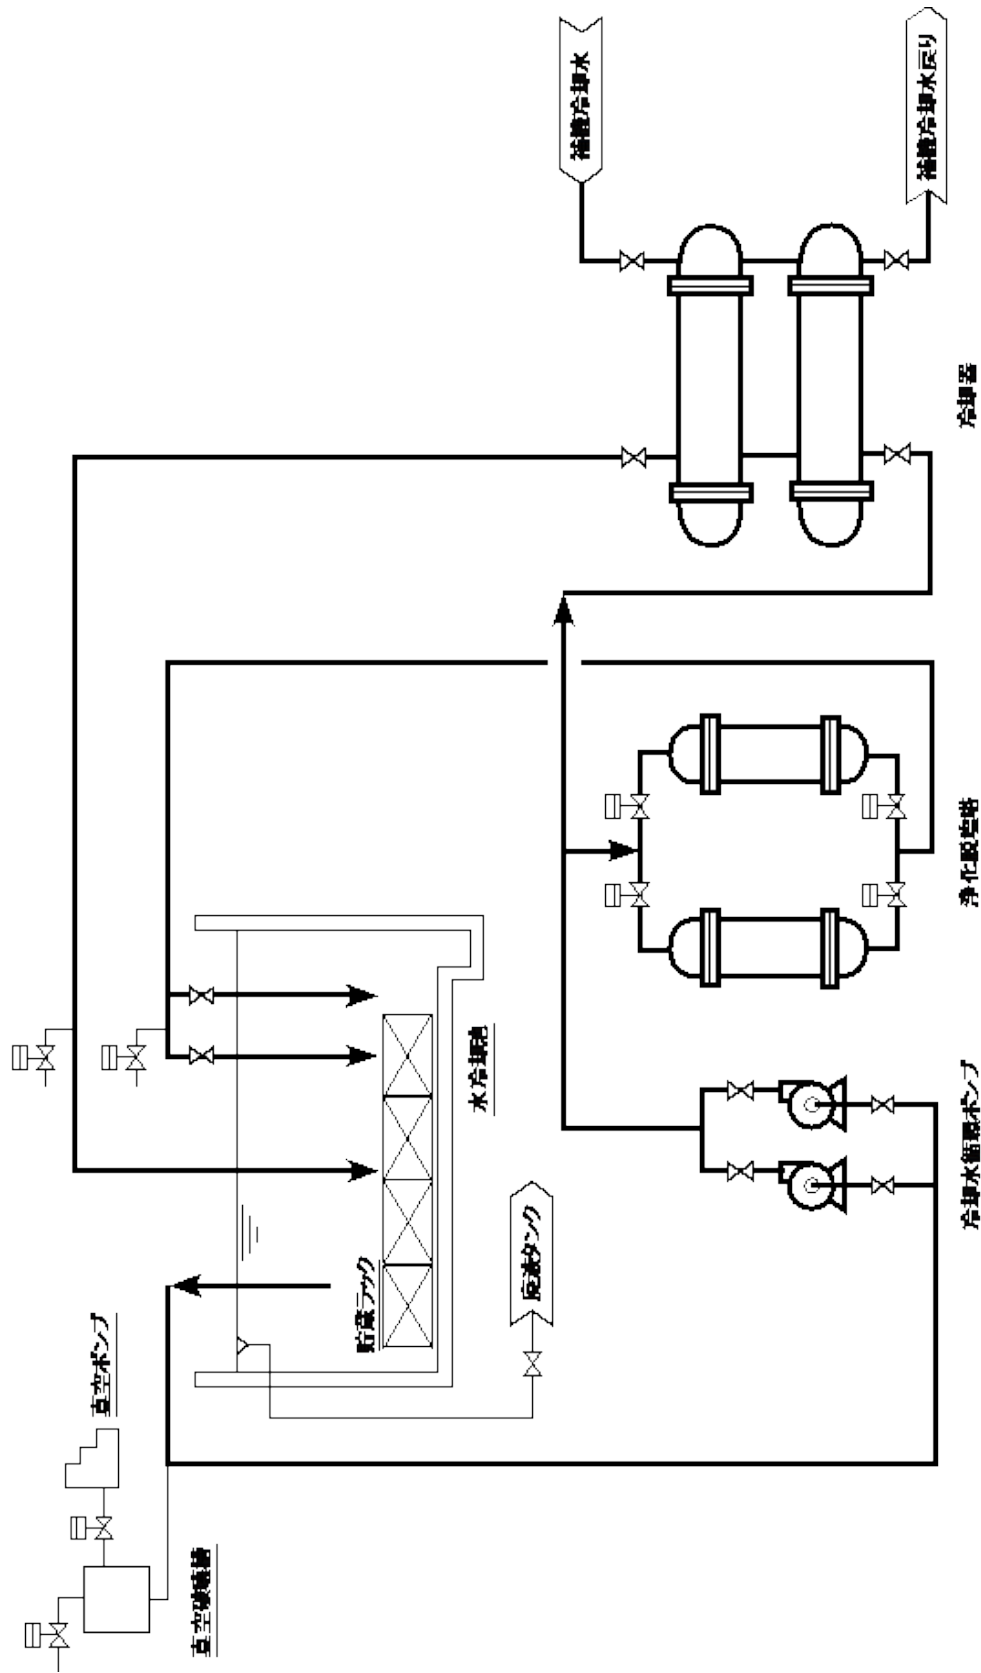 真空破壊槽
真空ポンプ
貯蔵ラック
水冷却池
廃液タンク
冷却水循環ポンプ
浄化脱塩塔
冷却器
補機冷却水
補機冷却水戻り